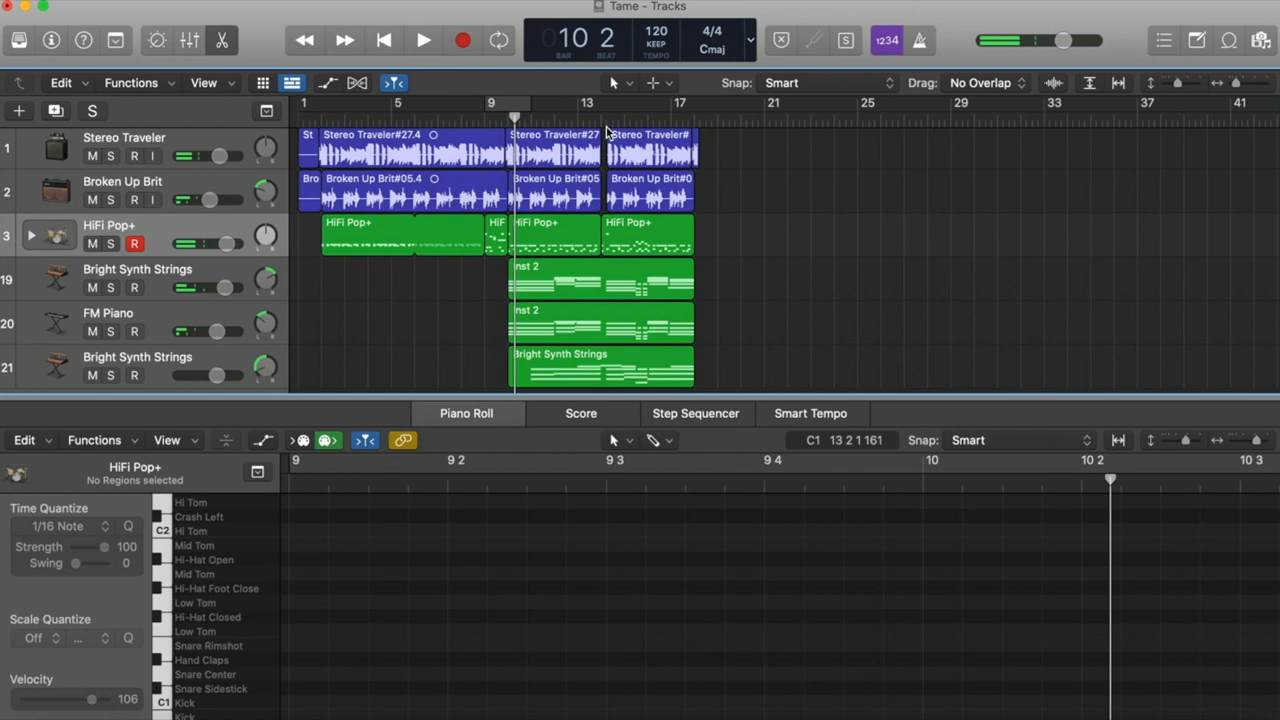 Tame - Tracks
10 2
BAR BEAT
120
KEEP
TEMPO
4/4
Cmaj
S
1234
Edit Functions View Snap: Smart Drag: No Overlap
S
1 5 9 13 17 21 25 29 33 37 41
1 Stereo Traveler
M S R I
St Stereo Traveler#27.4 Stereo Traveler#27 Stereo Traveler#
2 Broken Up Brit
M S R I
Bro Broken Up Brit#05.4 Broken Up Brit#05 Broken Up Brit#0
3 HiFi Pop+
M S R
HiFi Pop+ HiF HiFi Pop+ HiFi Pop+
19 Bright Synth Strings
M S R
Inst 2
20 FM Piano
M S R
Inst 2
21 Bright Synth Strings
M S R
Bright Synth Strings
Piano Roll Score Step Sequencer Smart Tempo
Edit Functions View C1 13 2 1 161 Snap: Smart
9 9 2 9 3 9 4 10 10 2 10 3
HiFi Pop+
No Regions selected
Time Quantize
1/16 Note Q
Strength 100
Swing 0
Scale Quantize
Off ... Q
Velocity
106
Hi Tom
Crash Left
C2 Hi Tom
Mid Tom
Hi-Hat Open
Mid Tom
Hi-Hat Foot Close
Low Tom
Hi-Hat Closed
Low Tom
Snare Rimshot
Hand Claps
Snare Center
Snare Sidestick
C1 Kick
Kick